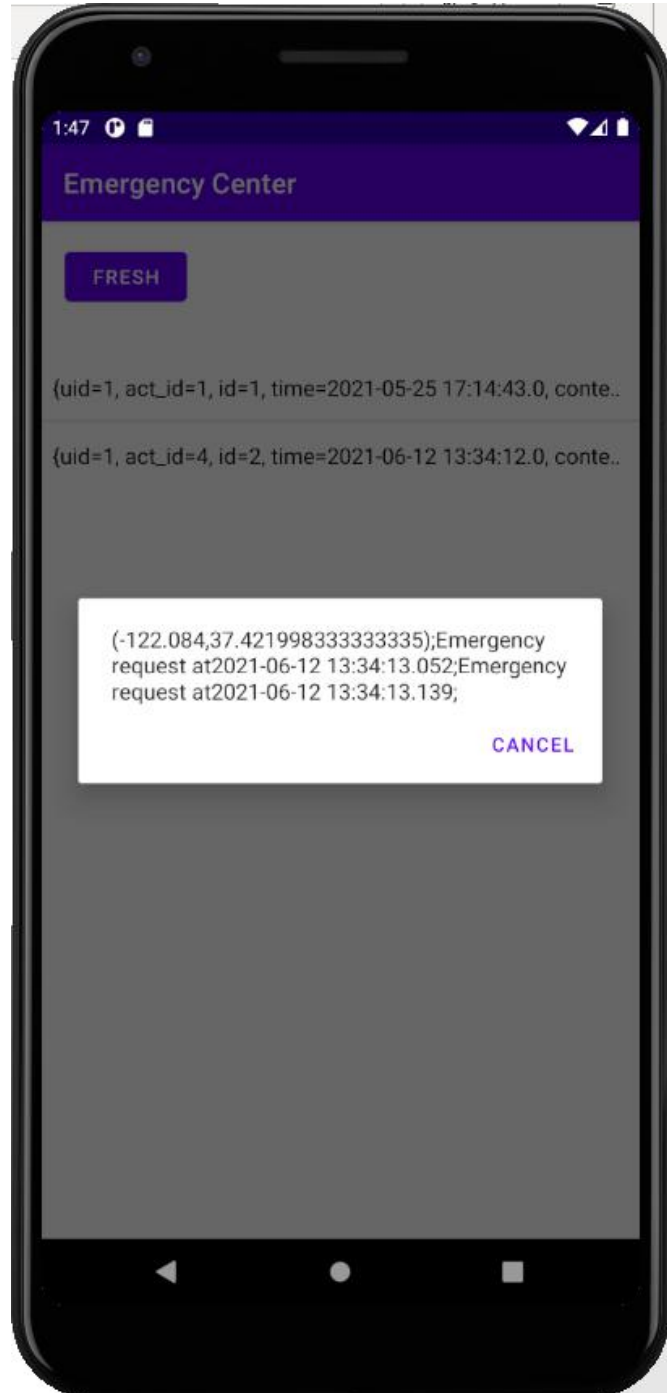 1:47
Emergency Center
FRESH
{uid=1, act_id=1, id=1, time=2021-05-25 17:14:43.0, conte..
{uid=1, act_id=4, id=2, time=2021-06-12 13:34:12.0, conte..
(-122.084,37.421998333333335);Emergency
request at2021-06-12 13:34:13.052;Emergency
request at2021-06-12 13:34:13.139;
CANCEL